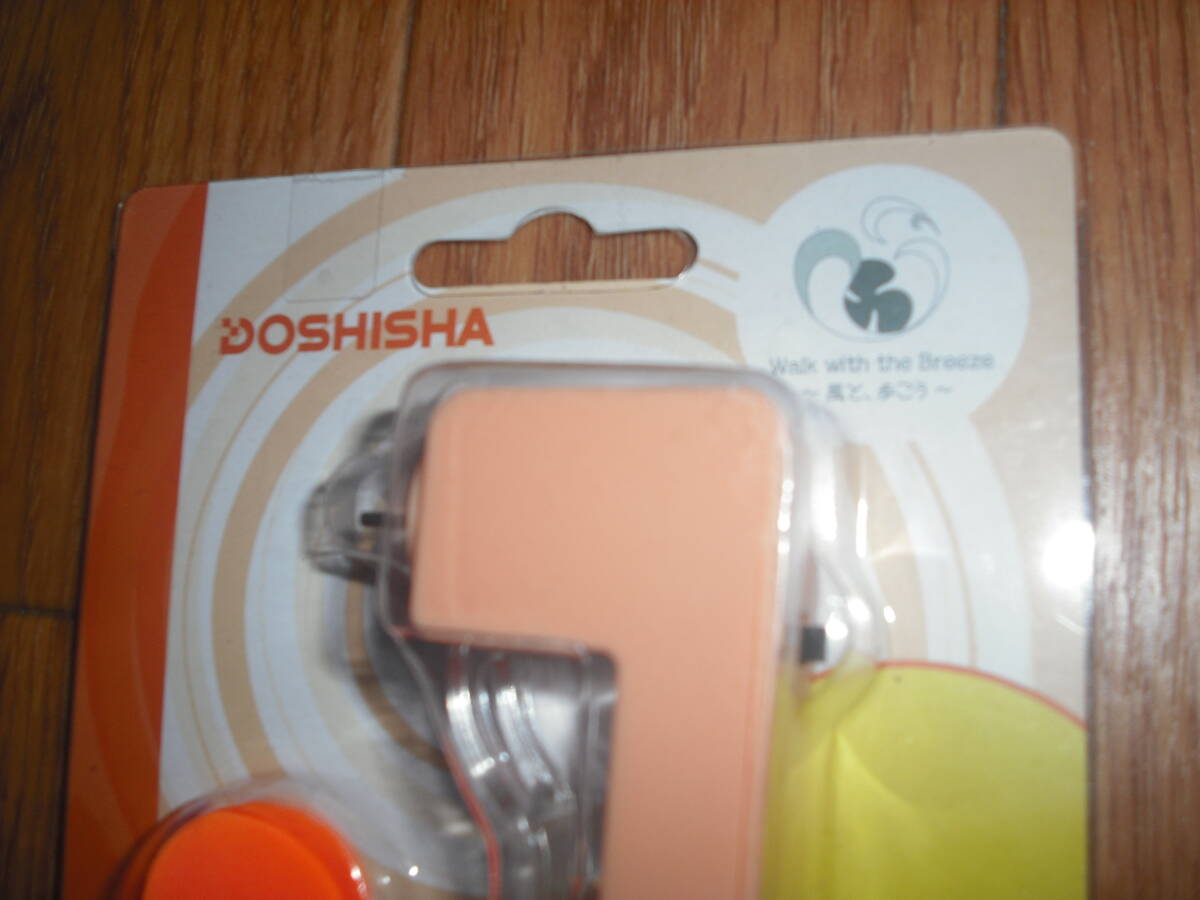 DOSHISHA
Walk with the Breeze
～ 風と、歩こう ～